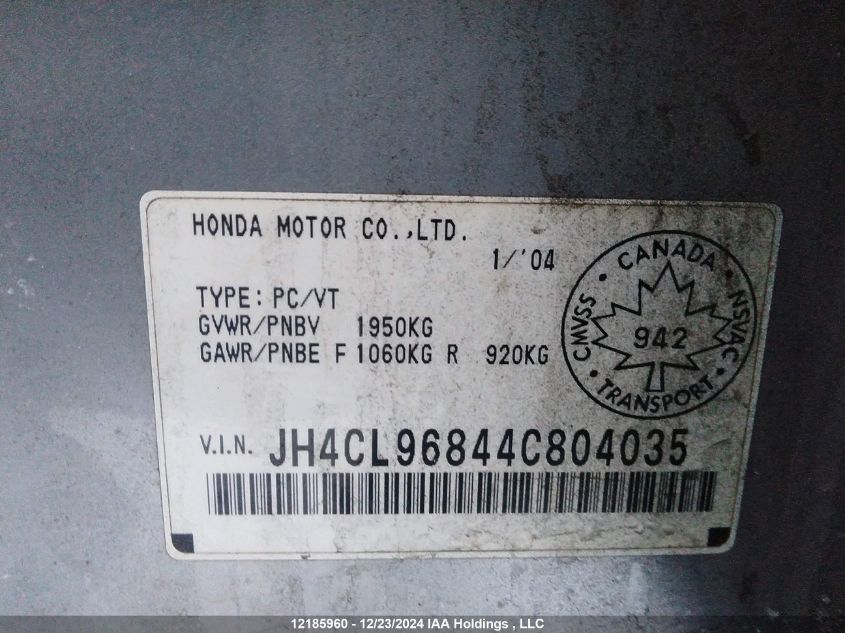 HONDA MOTOR CO.,LTD.
1/'04
TYPE: PC/VT
GVWR/PNBV 1950KG
GAWR/PNBE F 1060KG R 920KG
CANADA
CMVSS • NSVAC
942
TRANSPORT
V.I.N. JH4CL96844C804035
12185960 - 12/23/2024 IAA Holdings , LLC